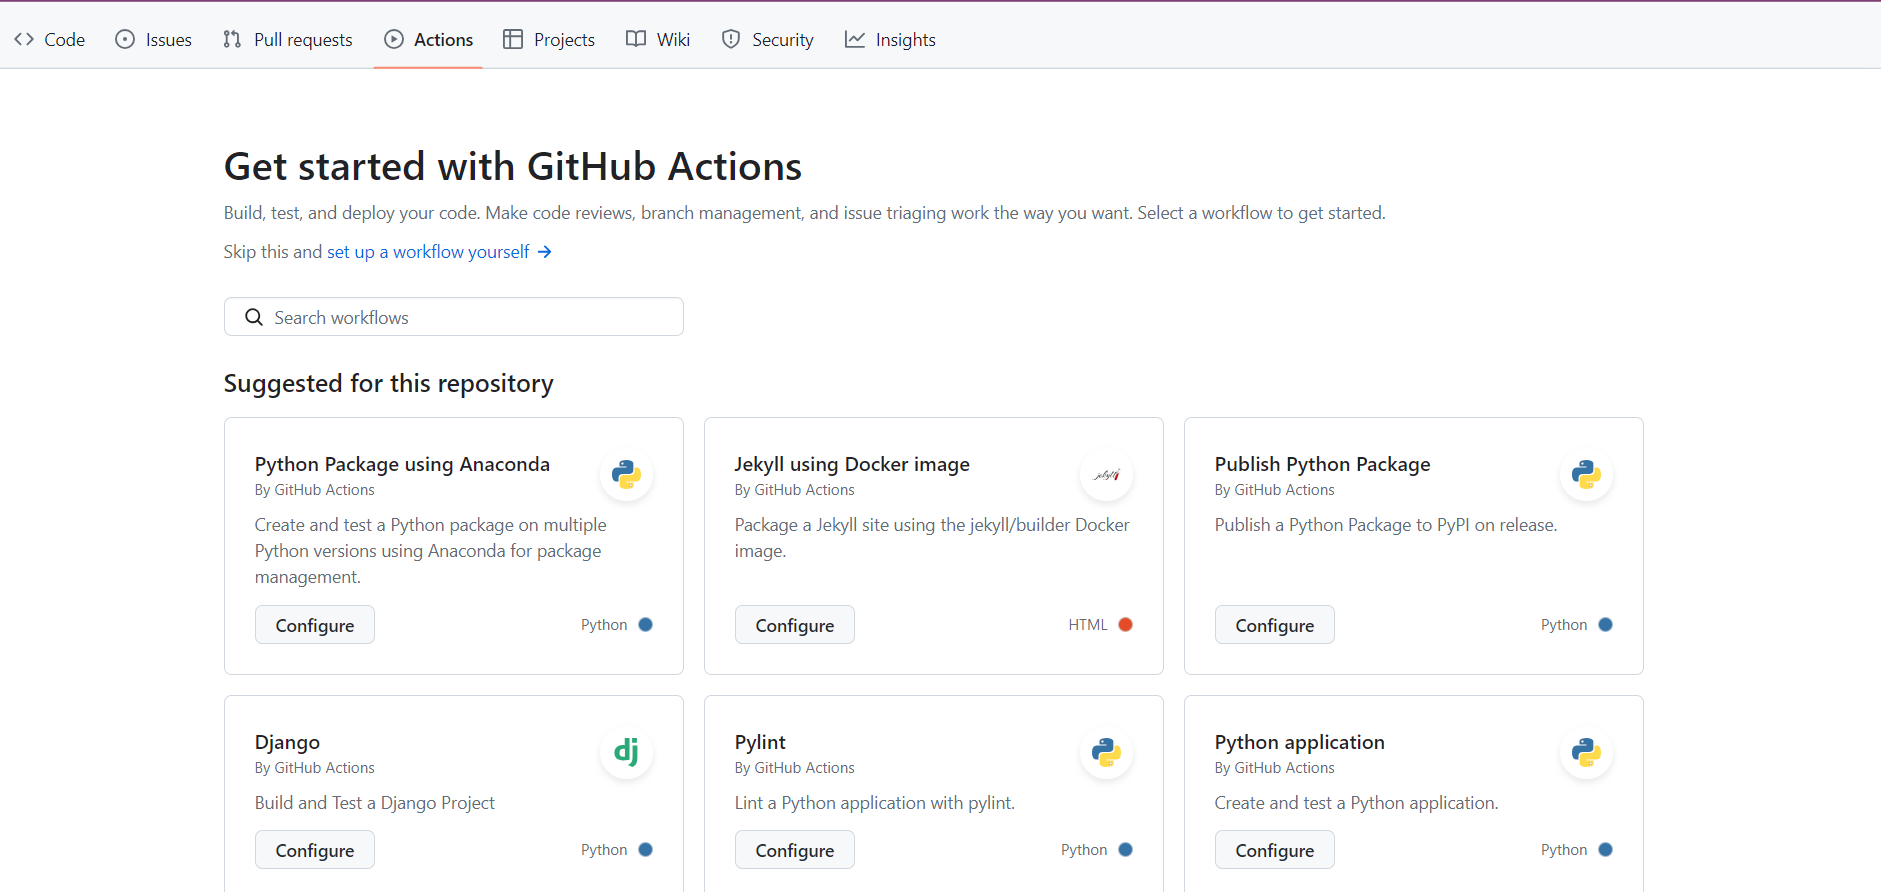 Code Issues Pull requests Actions Projects Wiki Security Insights
Get started with GitHub Actions
Build, test, and deploy your code. Make code reviews, branch management, and issue triaging work the way you want. Select a workflow to get started.
Skip this and set up a workflow yourself →
Search workflows
Suggested for this repository
Python Package using Anaconda
By GitHub Actions
Create and test a Python package on multiple
Python versions using Anaconda for package
management.
Configure
Python
Jekyll using Docker image
By GitHub Actions
jekyll
Package a Jekyll site using the jekyll/builder Docker
image.
Configure
HTML
Publish Python Package
By GitHub Actions
Publish a Python Package to PyPI on release.
Configure
Python
Django
By GitHub Actions
dj
Build and Test a Django Project
Configure
Python
Pylint
By GitHub Actions
Lint a Python application with pylint.
Configure
Python
Python application
By GitHub Actions
Create and test a Python application.
Configure
Python